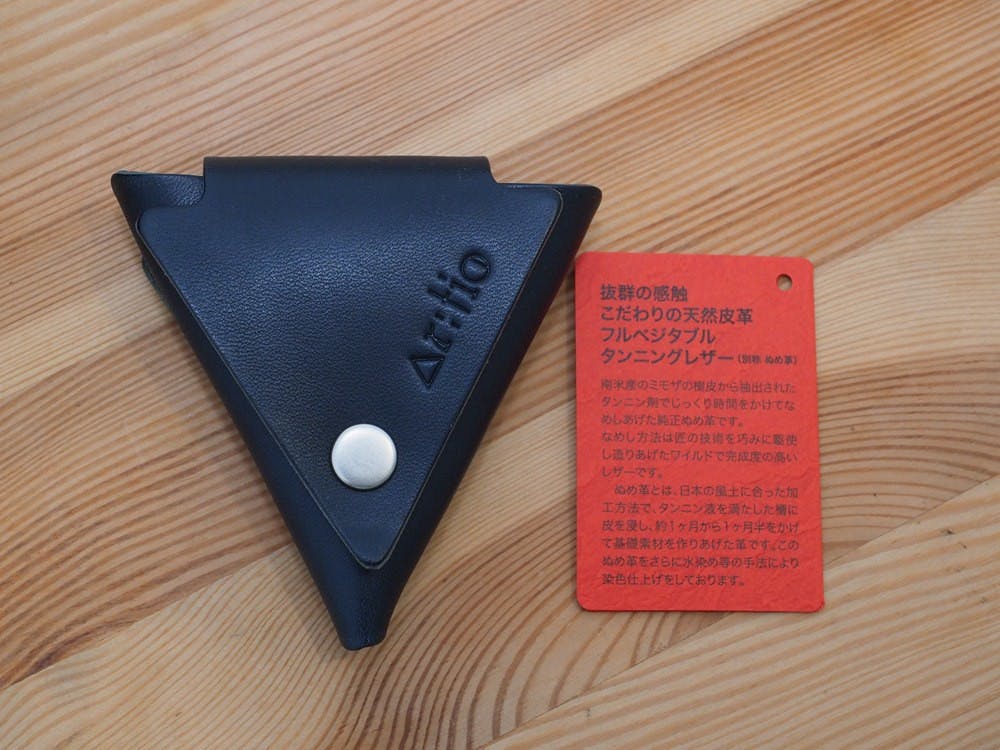 Ar:tio
抜群の感触
こだわりの天然皮革
フルベジタブル
タンニングレザー(別称 ぬめ革)
南米産のミモザの樹皮から抽出された
タンニン剤でじっくり時間をかけてな
めしあげた純正ぬめ革です。
なめし方法は匠の技術を巧みに駆使
し造りあげたワイルドで完成度の高い
レザーです。
ぬめ革とは、日本の風土に合った加
工方法で、タンニン液を満たした槽に
皮を浸し、約1ヶ月から1ヶ月半をかけ
て基礎素材を作りあげた革です。この
ぬめ革をさらに水染め等の手法により
染色仕上げをしております。